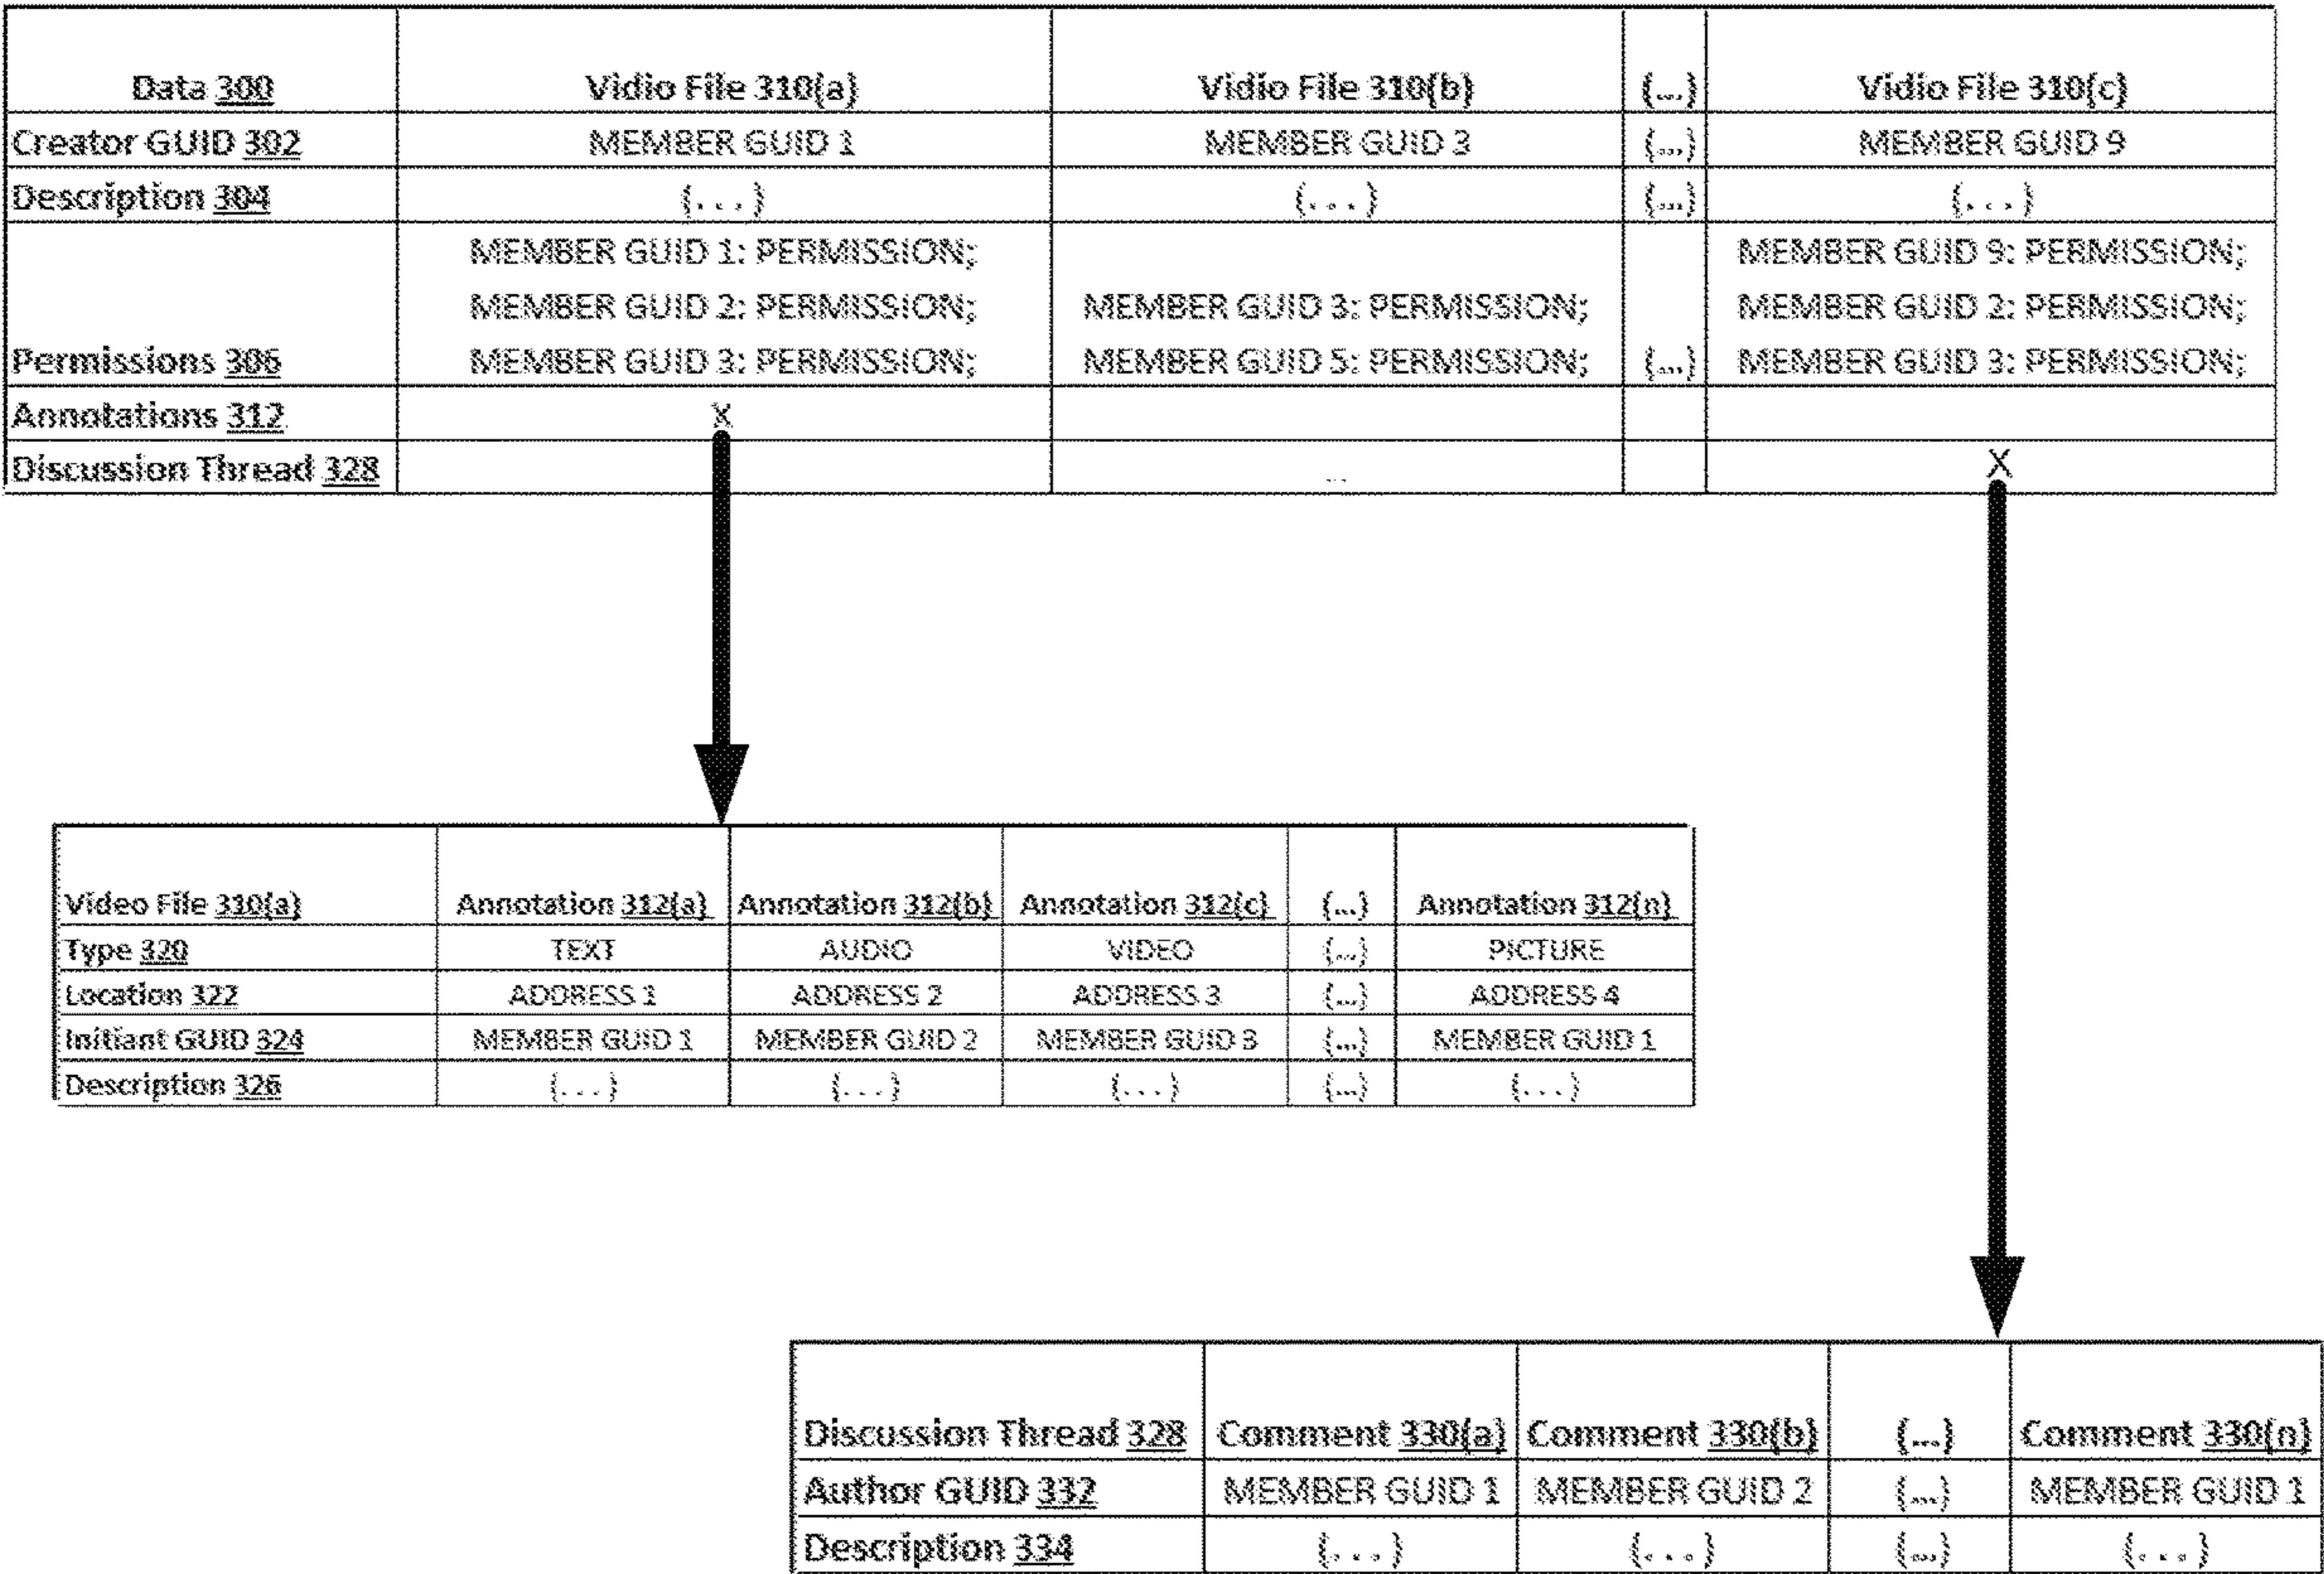 Data 300 Vidio File 310(a) Vidio File 310(b) (...) Vidio File 310(c)
Creator GUID 302 MEMBER GUID 1 MEMBER GUID 3 (...) MEMBER GUID 9
Description 304 (...) (...) (...) (...)
MEMBER GUID 1: PERMISSION; MEMBER GUID 9: PERMISSION;
MEMBER GUID 2: PERMISSION; MEMBER GUID 3: PERMISSION; MEMBER GUID 2: PERMISSION;
Permissions 306 MEMBER GUID 3: PERMISSION; MEMBER GUID 5: PERMISSION; (...) MEMBER GUID 3: PERMISSION;
Annotations 312 X
Discussion Thread 328 .. X
Video File 310(a) Annotation 312(a) Annotation 312(b) Annotation 312(c) (...) Annotation 312(n)
Type 320 TEXT AUDIO VIDEO (...) PICTURE
Location 322 ADDRESS 1 ADDRESS 2 ADDRESS 3 (...) ADDRESS 4
Initiant GUID 324 MEMBER GUID 1 MEMBER GUID 2 MEMBER GUID 3 (...) MEMBER GUID 1
Description 326 (...) (...) (...) (...) (...)
Discussion Thread 328 Comment 330(a) Comment 330(b) (...) Comment 330(n)
Author GUID 332 MEMBER GUID 1 MEMBER GUID 2 (...) MEMBER GUID 1
Description 334 (...) (...) (...) (...)